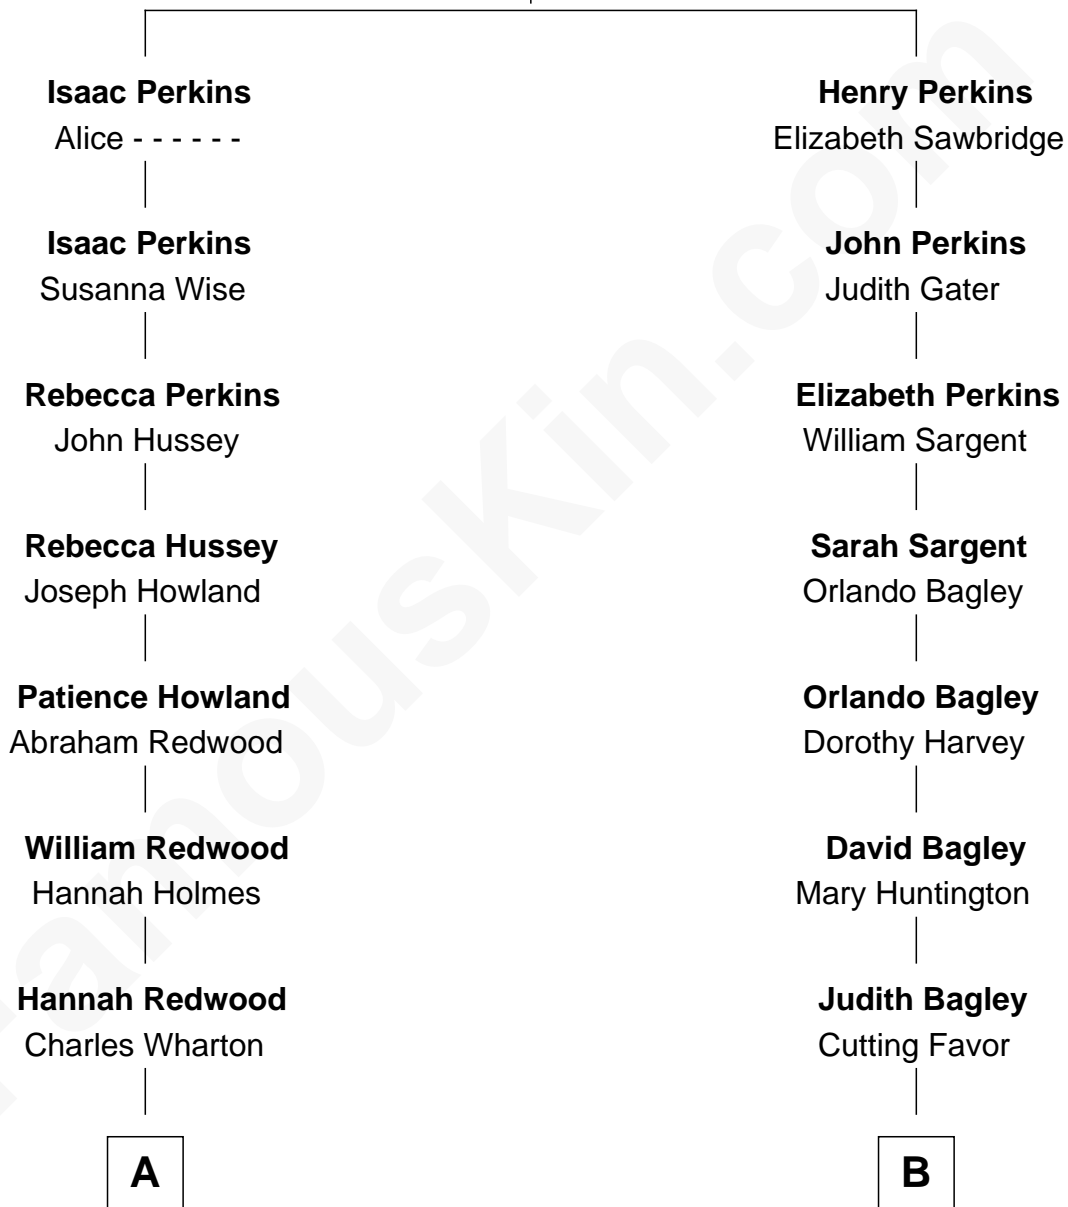 Isaac Perkins
Alice - - - - - -
Isaac Perkins
Susanna Wise
Rebecca Perkins
John Hussey
Rebecca Hussey
Joseph Howland
Patience Howland
Abraham Redwood
William Redwood
Hannah Holmes
Hannah Redwood
Charles Wharton
A
Henry Perkins
Elizabeth Sawbridge
John Perkins
Judith Gater
Elizabeth Perkins
William Sargent
Sarah Sargent
Orlando Bagley
Orlando Bagley
Dorothy Harvey
David Bagley
Mary Huntington
Judith Bagley
Cutting Favor
B
FamousKin.com